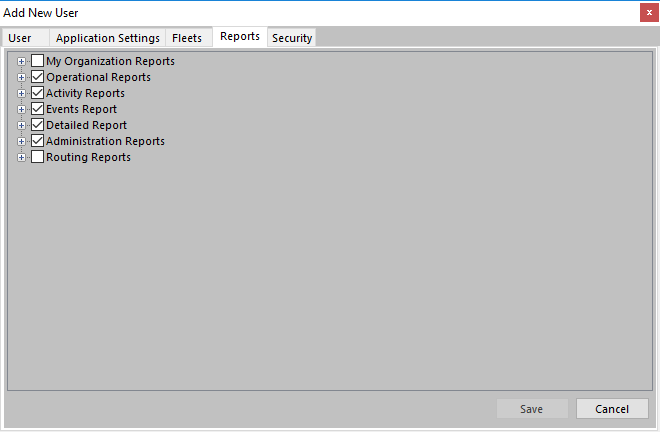 Add New User
x
User Application Settings Fleets Reports Security
My Organization Reports
Operational Reports
Activity Reports
Events Report
Detailed Report
Administration Reports
Routing Reports
Save Cancel